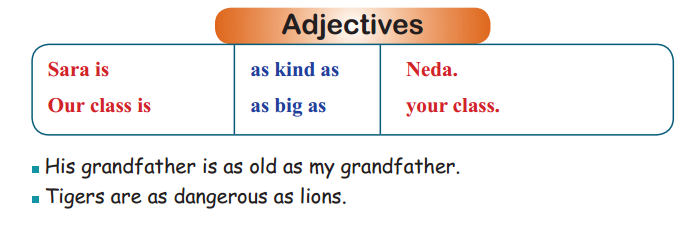 Adjectives
Sara is as kind as Neda.
Our class is as big as your class.
His grandfather is as old as my grandfather.
Tigers are as dangerous as lions.